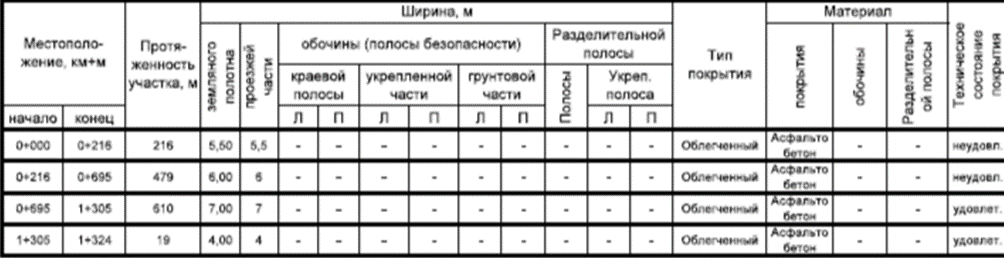 Ширина, м
Материал
Местополо-
жение, км+м
Протя-
женность
участка, м
земляного
полотна
проезжей
части
обочины (полосы безопасности)
Разделительной
полосы
Тип
покрытия
покрытия
обочины
Разделительн
ой полосы
Техническое
состояние
покрытия
краевой
полосы
укрепленной
части
грунтовой
части
Полосы
Укреп.
полоса
начало конец Л П Л П Л П Л П
0+000 0+216 216 5,50 5,5 - - - - - - - - - Облегченный Асфальто бетон - - неудовл.
0+216 0+695 479 6,00 6 - - - - - - - - - Облегченный Асфальто бетон - - неудовл.
0+695 1+305 610 7,00 7 - - - - - - - - - Облегченный Асфальто бетон - - удовлет.
1+305 1+324 19 4,00 4 - - - - - - - - - Облегченный Асфальто бетон - - удовлет.